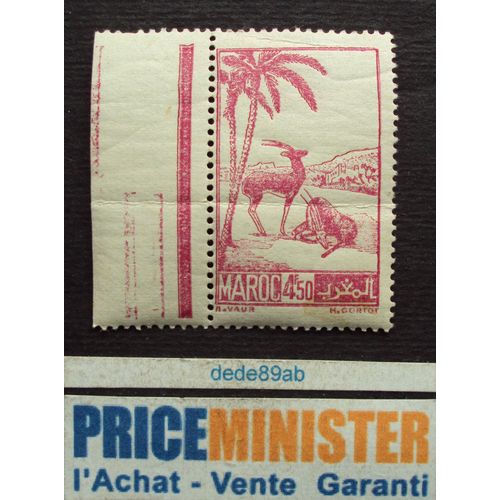 MAROC 4F50 المغرب
R. VAUR H. CORTOT
dede89ab
PRICEMINISTER
l'Achat - Vente Garanti